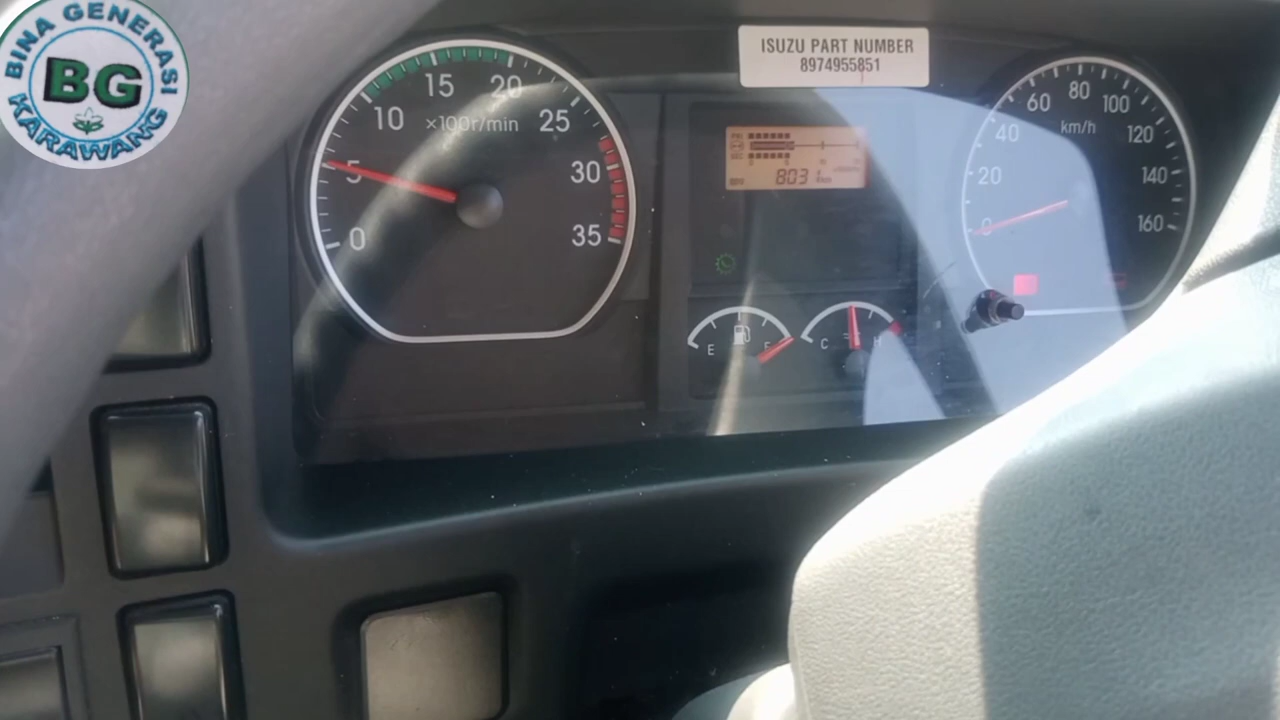 BINA GENERASI
BG
KARAWANG
ISUZU PART NUMBER
8974955851
0
5
10
15
20
25
30
35
×100r/min
803
0
20
40
60
80
100
120
140
160
km/h
E
F
C
H